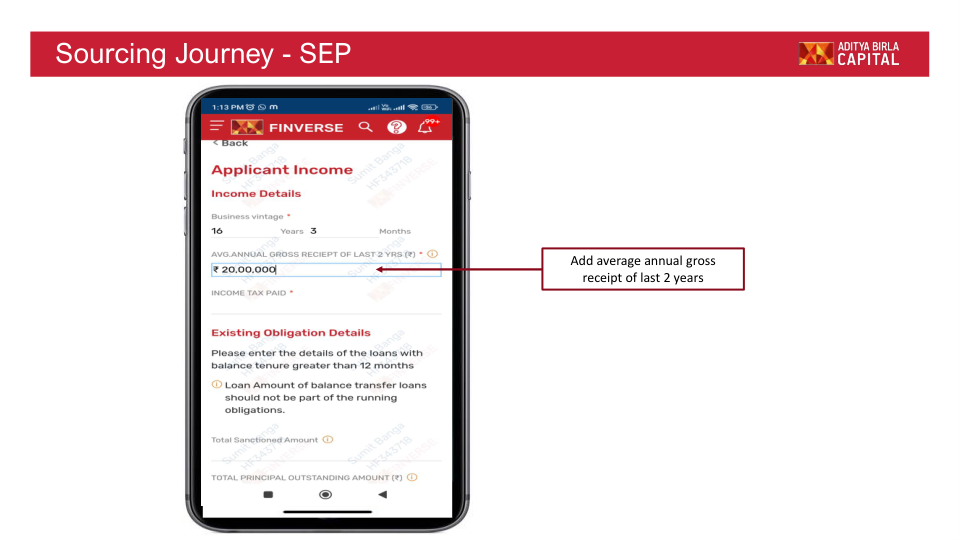 Sourcing Journey - SEP
ADITYA BIRLA
CAPITAL
1:13 PM
FINVERSE
99+
< Back
Applicant Income
Income Details
Business vintage *
16 Years 3 Months
AVG.ANNUAL GROSS RECIEPT OF LAST 2 YRS (₹) *
₹ 20,00,000
Add average annual gross
receipt of last 2 years
INCOME TAX PAID *
Existing Obligation Details
Please enter the details of the loans with
balance tenure greater than 12 months
Loan Amount of balance transfer loans
should not be part of the running
obligations.
Total Sanctioned Amount
TOTAL PRINCIPAL OUTSTANDING AMOUNT (₹)
Sumit Banga
HF343718
FINVERSE